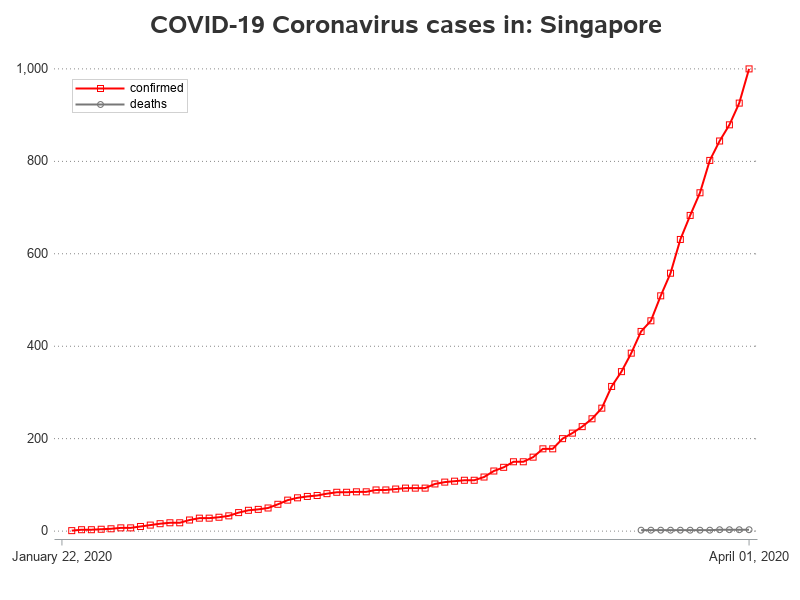 COVID-19 Coronavirus cases in: Singapore
1,000
confirmed
deaths
800
600
400
200
0
January 22, 2020
April 01, 2020